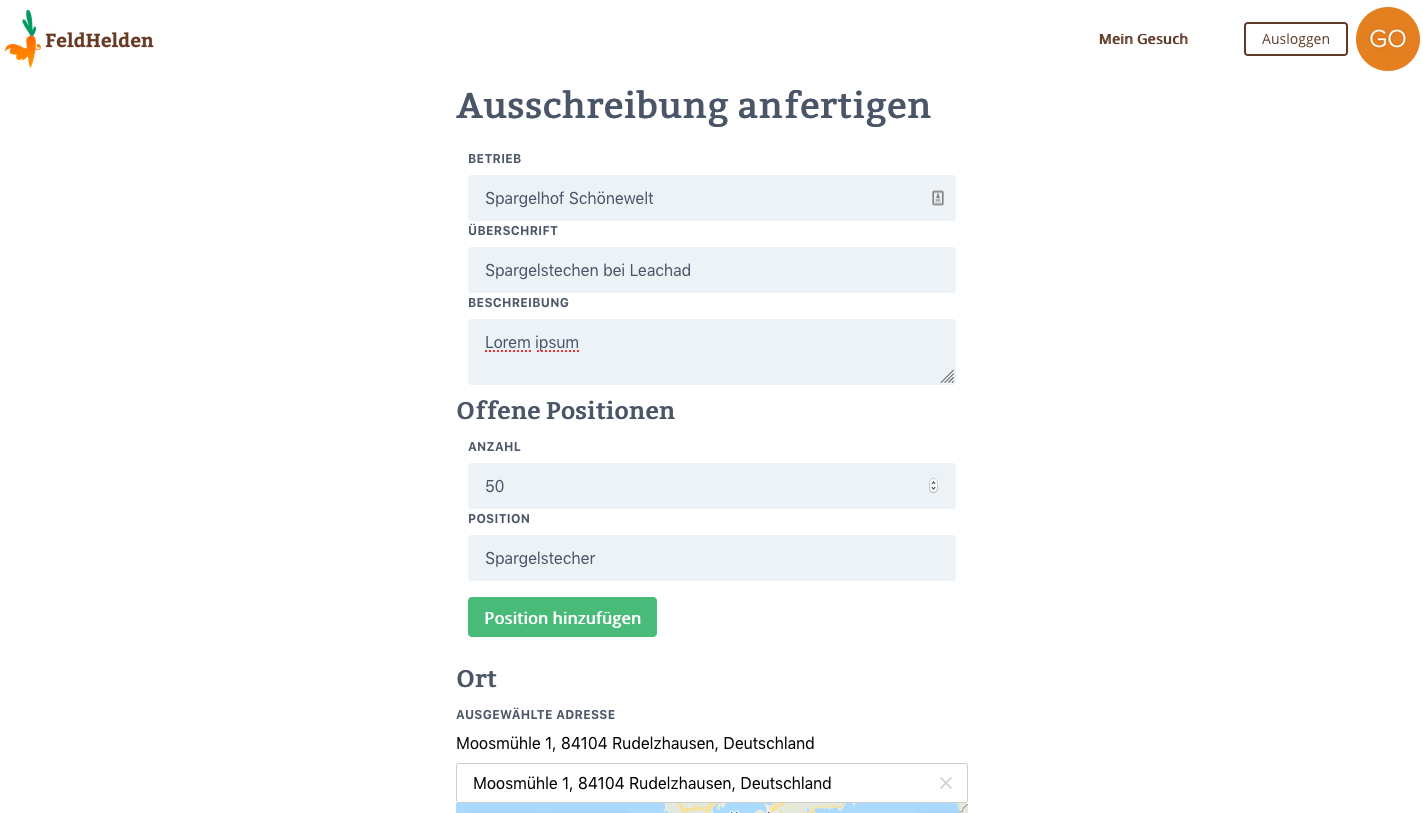 FeldHelden
Mein Gesuch
Ausloggen
GO
Ausschreibung anfertigen
BETRIEB
Spargelhof Schönewelt
ÜBERSCHRIFT
Spargelstechen bei Leachad
BESCHREIBUNG
Lorem ipsum
Offene Positionen
ANZAHL
50
POSITION
Spargelstecher
Position hinzufügen
Ort
AUSGEWÄHLTE ADRESSE
Moosmühle 1, 84104 Rudelzhausen, Deutschland
Moosmühle 1, 84104 Rudelzhausen, Deutschland